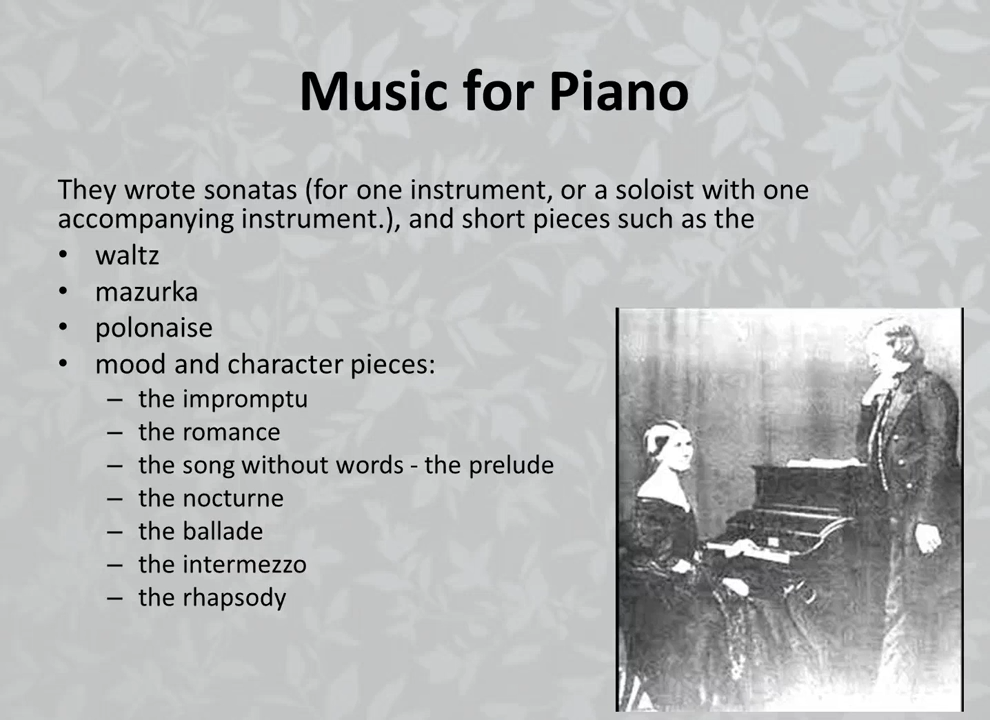 Music for Piano
They wrote sonatas (for one instrument, or a soloist with one
accompanying instrument.), and short pieces such as the
• waltz
• mazurka
• polonaise
• mood and character pieces:
– the impromptu
– the romance
– the song without words - the prelude
– the nocturne
– the ballade
– the intermezzo
– the rhapsody